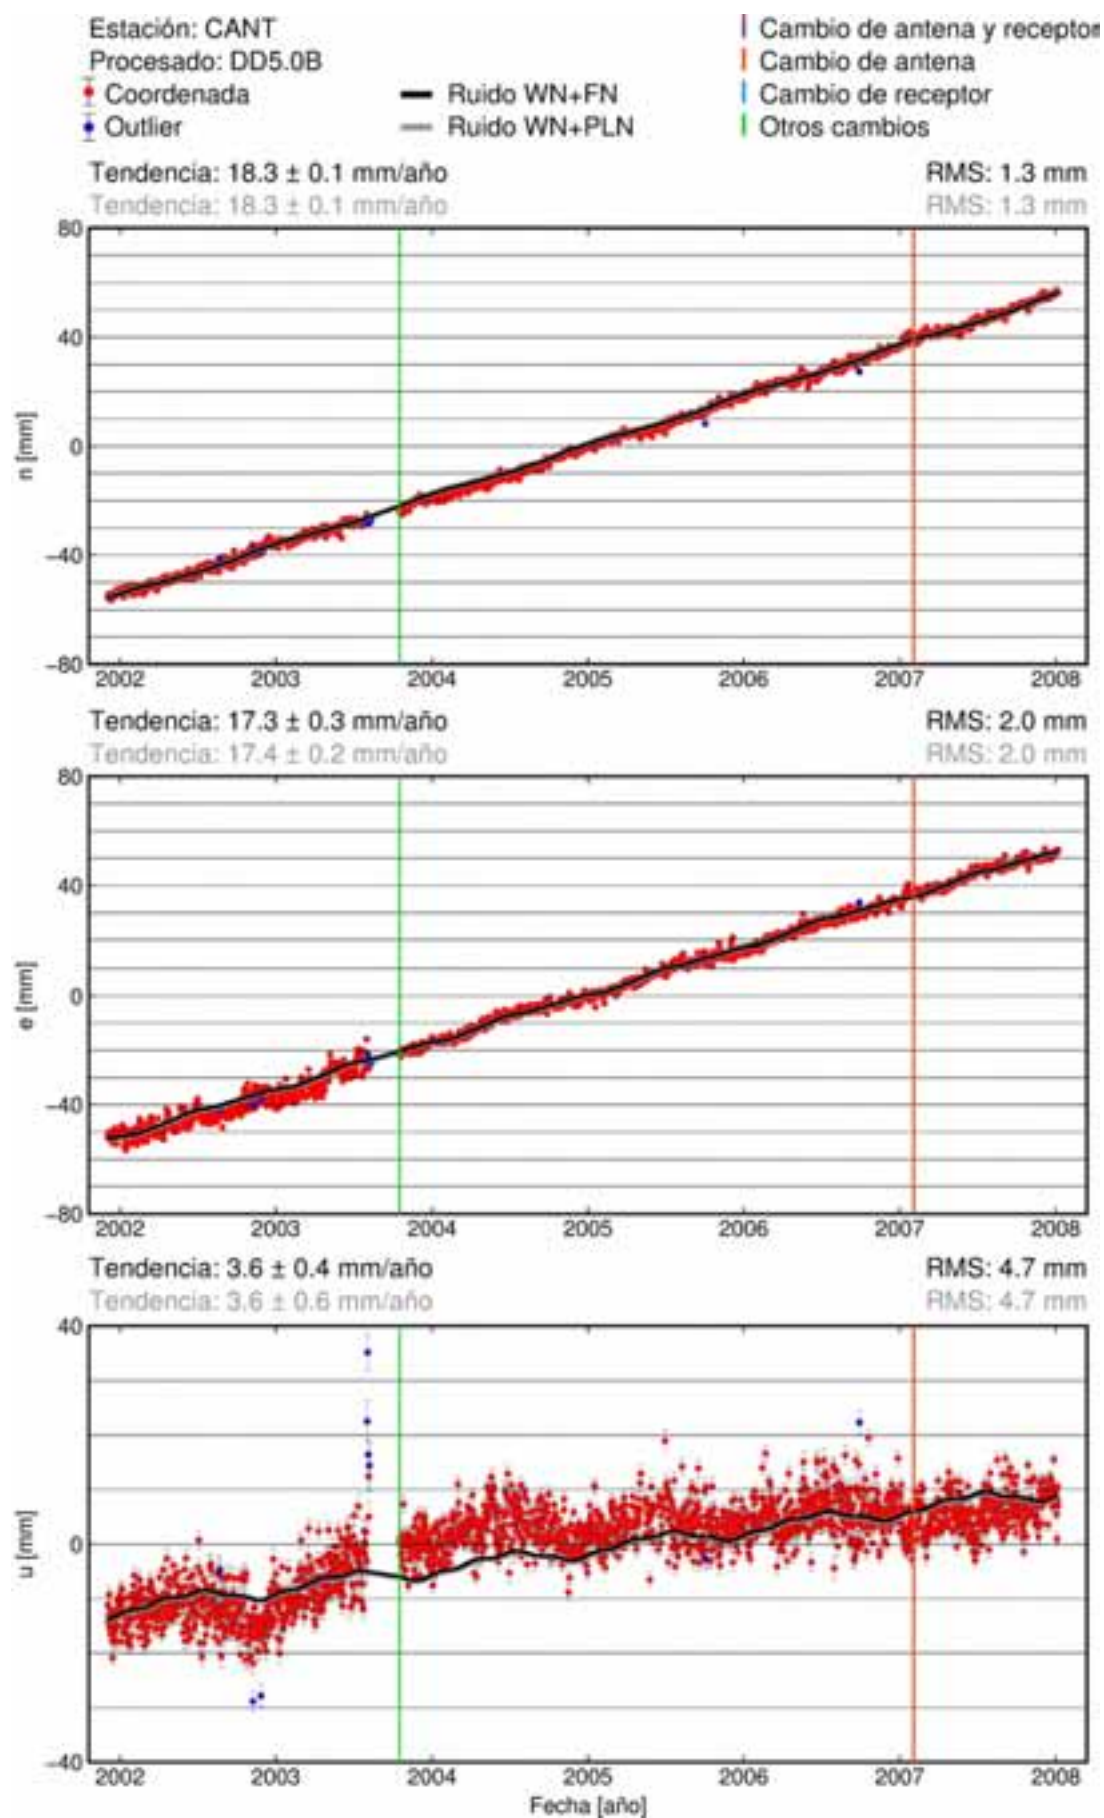 Estación: CANT
Procesado: DD5.0B
Coordenada
Outlier
Ruido WN+FN
Ruido WN+PLN
Cambio de antena y receptor
Cambio de antena
Cambio de receptor
Otros cambios
Tendencia: 18.3 ± 0.1 mm/año RMS: 1.3 mm
Tendencia: 18.3 ± 0.1 mm/año RMS: 1.3 mm
80
40
0
−40
−80
n [mm]
2002 2003 2004 2005 2006 2007 2008
Tendencia: 17.3 ± 0.3 mm/año RMS: 2.0 mm
Tendencia: 17.4 ± 0.2 mm/año RMS: 2.0 mm
80
40
0
−40
−80
e [mm]
2002 2003 2004 2005 2006 2007 2008
Tendencia: 3.6 ± 0.4 mm/año RMS: 4.7 mm
Tendencia: 3.6 ± 0.6 mm/año RMS: 4.7 mm
40
0
−40
u [mm]
2002 2003 2004 2005 2006 2007 2008
Fecha [año]